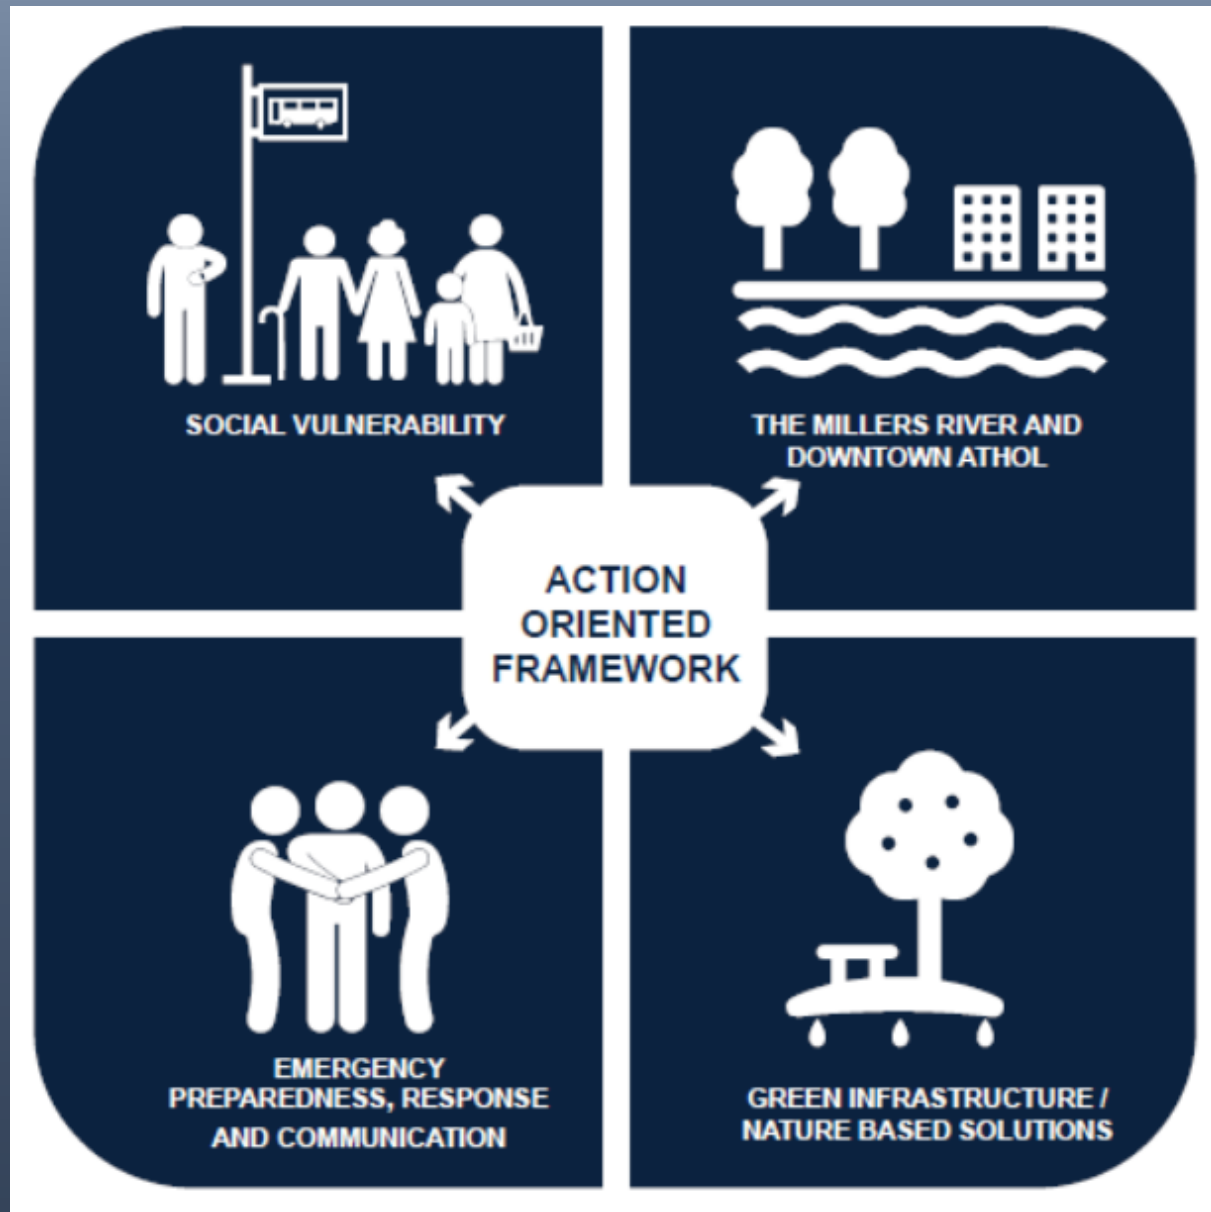 SOCIAL VULNERABILITY
THE MILLERS RIVER AND
DOWNTOWN ATHOL
ACTION
ORIENTED
FRAMEWORK
EMERGENCY
PREPAREDNESS, RESPONSE
AND COMMUNICATION
GREEN INFRASTRUCTURE /
NATURE BASED SOLUTIONS